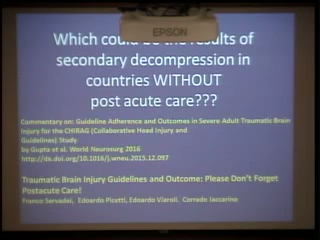 EPSON
Which could be the results of
secondary decompression in
countries WITHOUT
post acute care???
Commentary on: Guideline Adherence and Outcomes in Severe Adult Traumatic Brain
Injury for the CHIRAG (Collaborative Head Injury and
Guidelines) Study
by Gupta et al. World Neurosurg 2016
http://dx.doi.org/10.1016/j.wneu.2015.12.097
Traumatic Brain Injury Guidelines and Outcome: Please Don't Forget
Postacute Care!
Franco Servadei, Edoardo Picetti, Edoardo Viaroli. Corrado Iaccarino